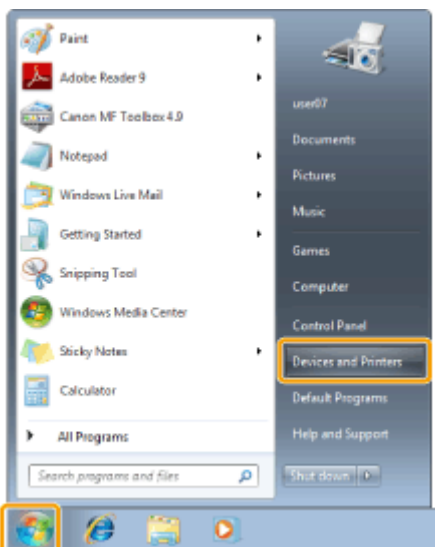 Paint
Adobe Reader 9
Canon MF Toolbox 4.9
Notepad
Windows Live Mail
Getting Started
Snipping Tool
Windows Media Center
Sticky Notes
Calculator
All Programs
Search programs and files
user07
Documents
Pictures
Music
Games
Computer
Control Panel
Devices and Printers
Default Programs
Help and Support
Shut down